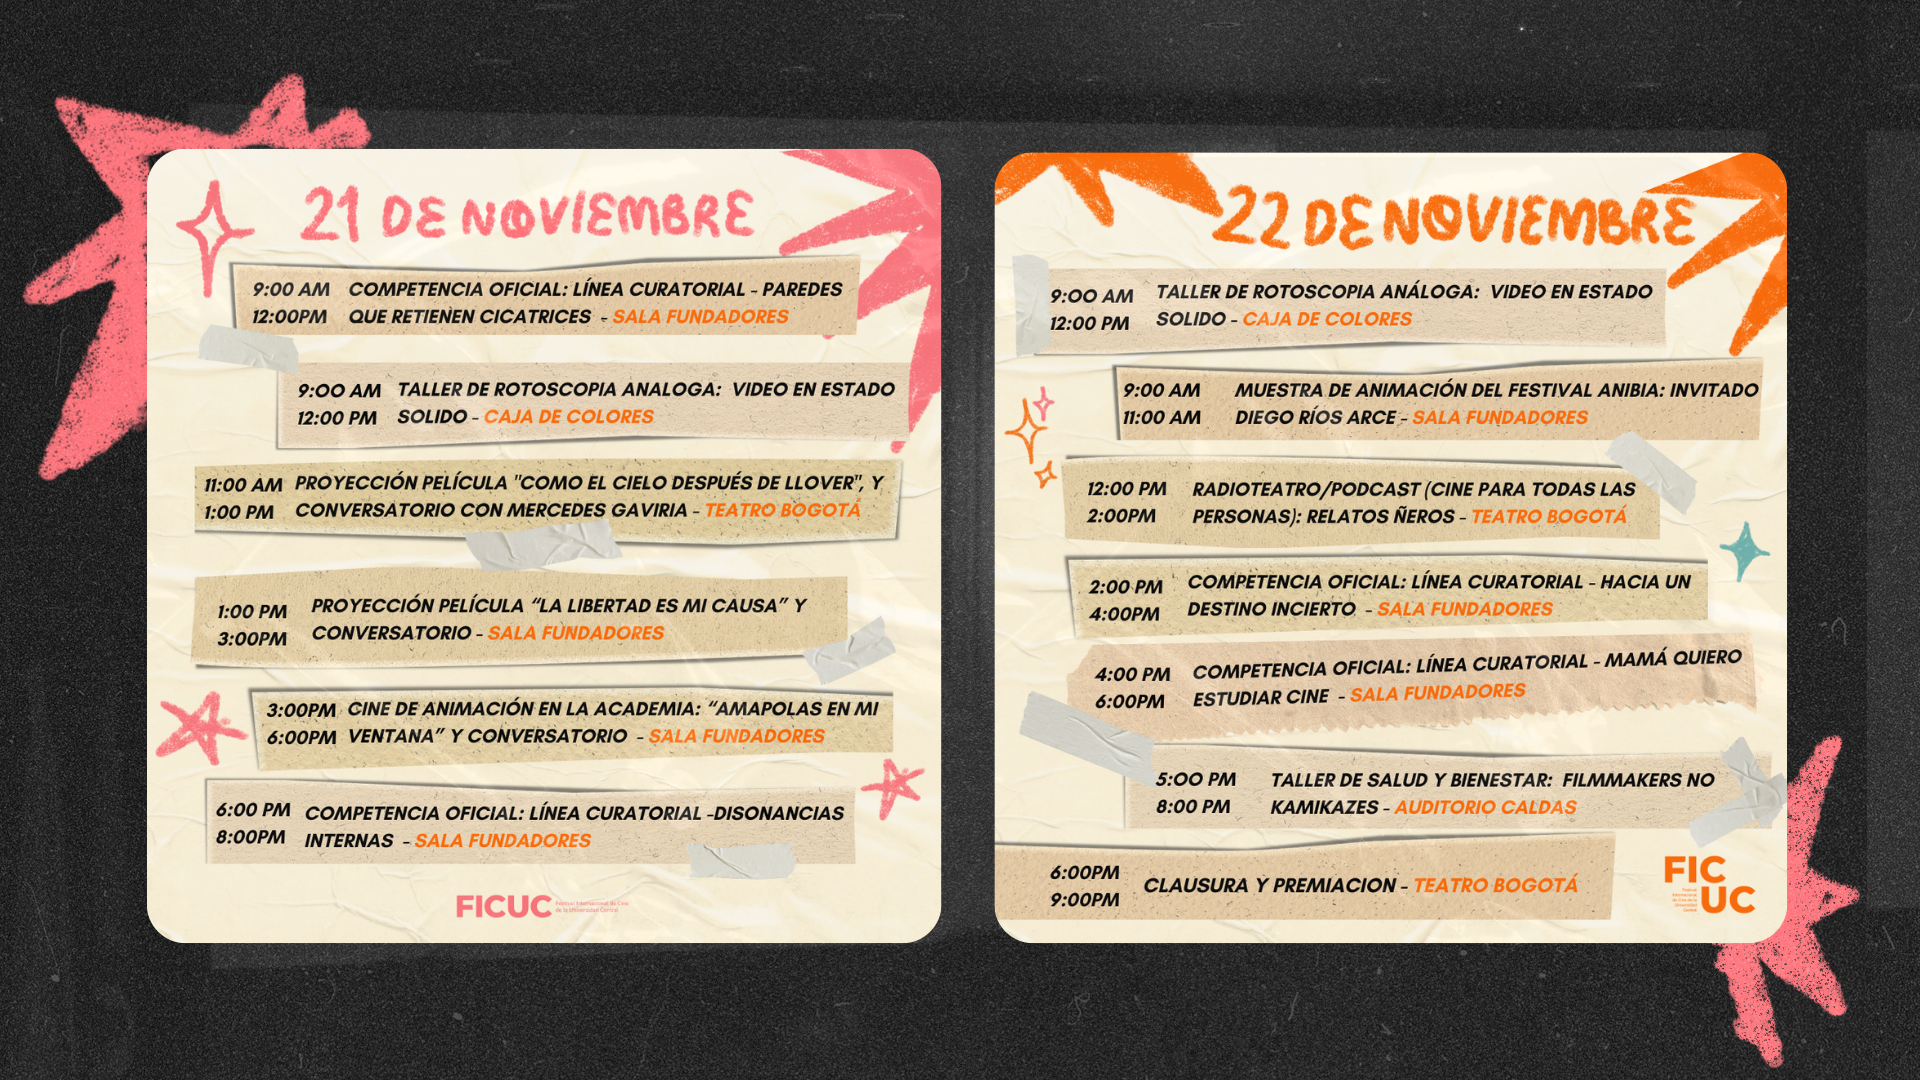 21 DE NOVIEMBRE
9:00 AM COMPETENCIA OFICIAL: LÍNEA CURATORIAL - PAREDES
12:00PM QUE RETIENEN CICATRICES - SALA FUNDADORES
9:00 AM TALLER DE ROTOSCOPIA ANALOGA: VIDEO EN ESTADO
12:00 PM SOLIDO - CAJA DE COLORES
11:00 AM PROYECCIÓN PELÍCULA "COMO EL CIELO DESPUÉS DE LLOVER", Y
1:00 PM CONVERSATORIO CON MERCEDES GAVIRIA - TEATRO BOGOTÁ
1:00 PM PROYECCIÓN PELÍCULA “LA LIBERTAD ES MI CAUSA” Y
3:00PM CONVERSATORIO - SALA FUNDADORES
3:00PM CINE DE ANIMACIÓN EN LA ACADEMIA: “AMAPOLAS EN MI
6:00PM VENTANA” Y CONVERSATORIO - SALA FUNDADORES
6:00 PM COMPETENCIA OFICIAL: LÍNEA CURATORIAL -DISONANCIAS
8:00PM INTERNAS - SALA FUNDADORES
FICUC Festival Internacional de Cine
de la Universidad Central
22 DE NOVIEMBRE
9:00 AM TALLER DE ROTOSCOPIA ANÁLOGA: VIDEO EN ESTADO
12:00 PM SOLIDO - CAJA DE COLORES
9:00 AM MUESTRA DE ANIMACIÓN DEL FESTIVAL ANIBIA: INVITADO
11:00 AM DIEGO RÍOS ARCE - SALA FUNDADORES
12:00 PM RADIOTEATRO/PODCAST (CINE PARA TODAS LAS
2:00PM PERSONAS): RELATOS ÑEROS - TEATRO BOGOTÁ
2:00 PM COMPETENCIA OFICIAL: LÍNEA CURATORIAL - HACIA UN
4:00PM DESTINO INCIERTO - SALA FUNDADORES
4:00 PM COMPETENCIA OFICIAL: LÍNEA CURATORIAL - MAMÁ QUIERO
6:00PM ESTUDIAR CINE - SALA FUNDADORES
5:00 PM TALLER DE SALUD Y BIENESTAR: FILMMAKERS NO
8:00 PM KAMIKAZES - AUDITORIO CALDAS
6:00PM CLAUSURA Y PREMIACION - TEATRO BOGOTÁ
9:00PM
FIC
Festival
Internacional
de Cine de la
Universidad
Central
UC